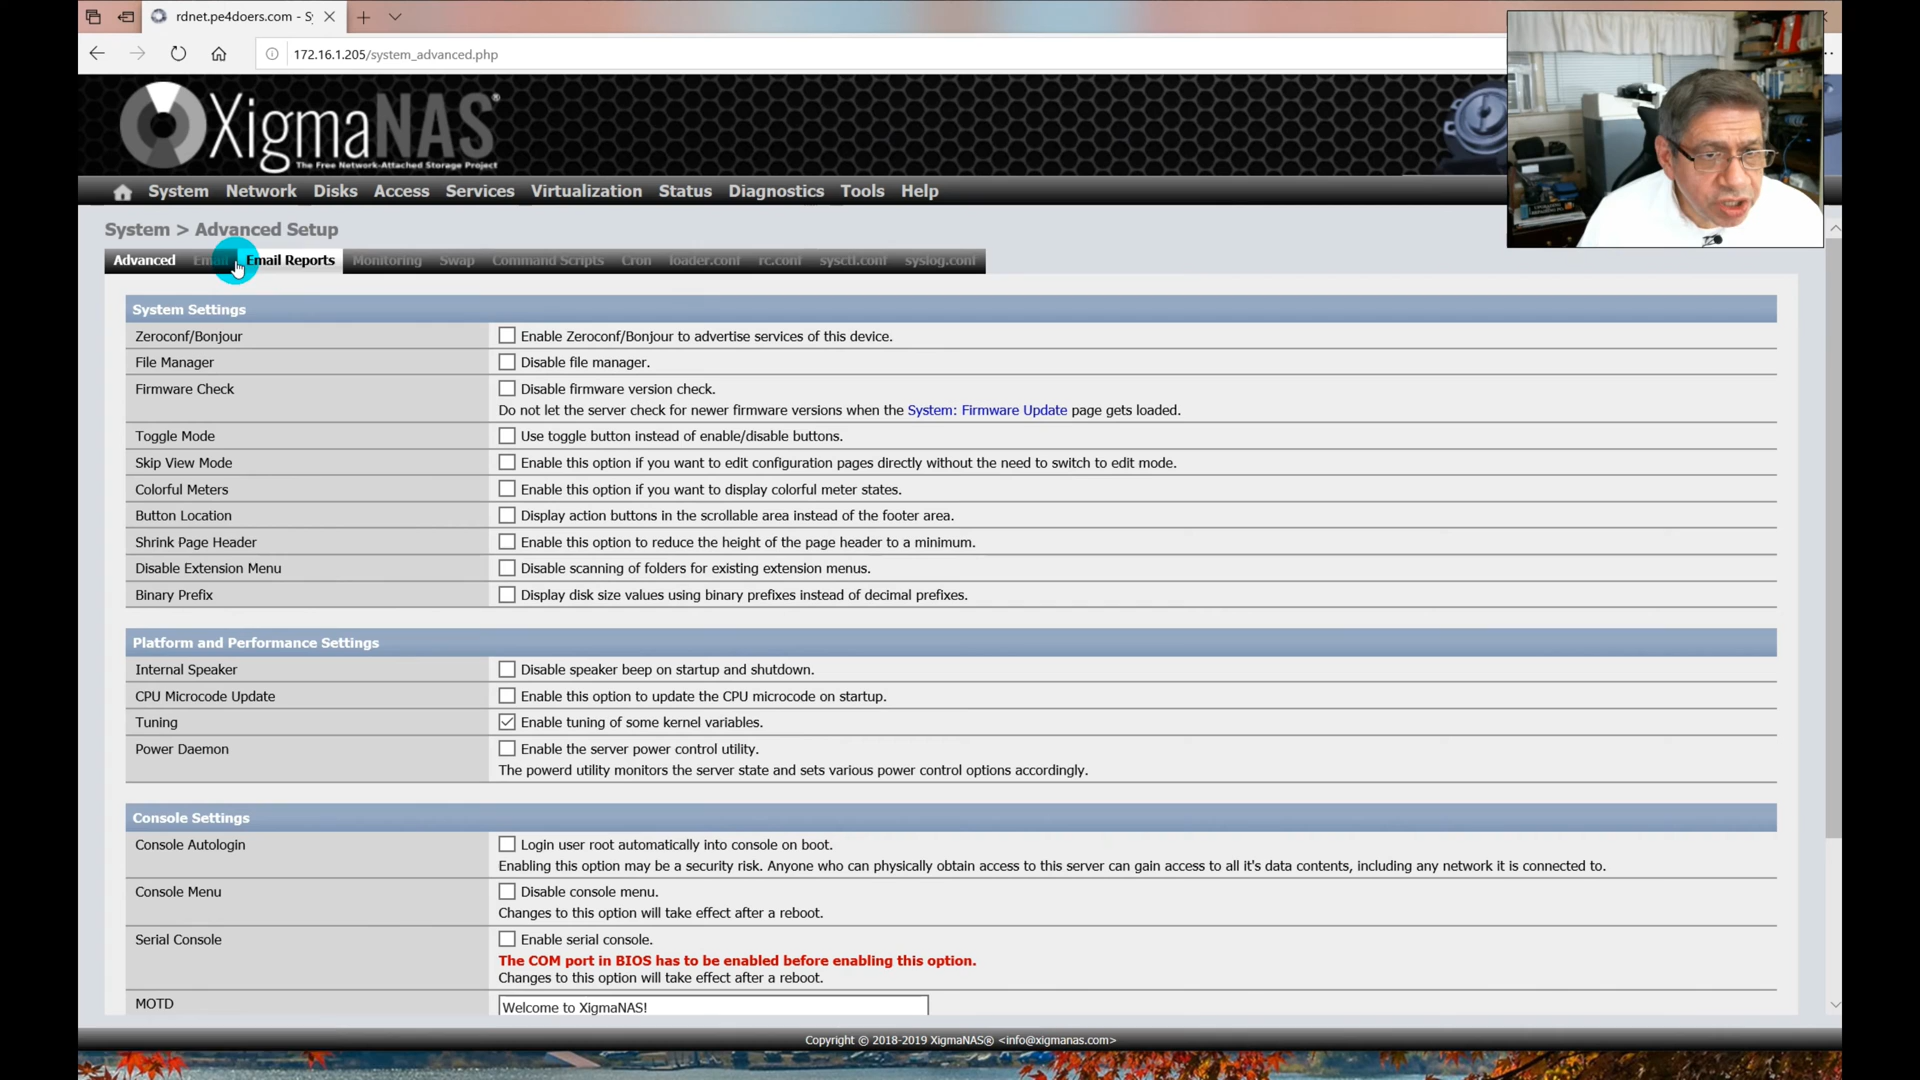 rdnet.pe4doers.com - Sy
172.16.1.205/system_advanced.php
XigmaNAS®
The Free Network-Attached Storage Project
System Network Disks Access Services Virtualization Status Diagnostics Tools Help
System > Advanced Setup
Advanced Email Email Reports Monitoring Swap Command Scripts Cron loader.conf rc.conf sysctl.conf syslog.conf
System Settings
Zeroconf/Bonjour Enable Zeroconf/Bonjour to advertise services of this device.
File Manager Disable file manager.
Firmware Check Disable firmware version check.
Do not let the server check for newer firmware versions when the System: Firmware Update page gets loaded.
Toggle Mode Use toggle button instead of enable/disable buttons.
Skip View Mode Enable this option if you want to edit configuration pages directly without the need to switch to edit mode.
Colorful Meters Enable this option if you want to display colorful meter states.
Button Location Display action buttons in the scrollable area instead of the footer area.
Shrink Page Header Enable this option to reduce the height of the page header to a minimum.
Disable Extension Menu Disable scanning of folders for existing extension menus.
Binary Prefix Display disk size values using binary prefixes instead of decimal prefixes.
Platform and Performance Settings
Internal Speaker Disable speaker beep on startup and shutdown.
CPU Microcode Update Enable this option to update the CPU microcode on startup.
Tuning Enable tuning of some kernel variables.
Power Daemon Enable the server power control utility.
The powerd utility monitors the server state and sets various power control options accordingly.
Console Settings
Console Autologin Login user root automatically into console on boot.
Enabling this option may be a security risk. Anyone who can physically obtain access to this server can gain access to all it's data contents, including any network it is connected to.
Console Menu Disable console menu.
Changes to this option will take effect after a reboot.
Serial Console Enable serial console.
The COM port in BIOS has to be enabled before enabling this option.
Changes to this option will take effect after a reboot.
MOTD Welcome to XigmaNAS!
Copyright © 2018-2019 XigmaNAS® <info@xigmanas.com>